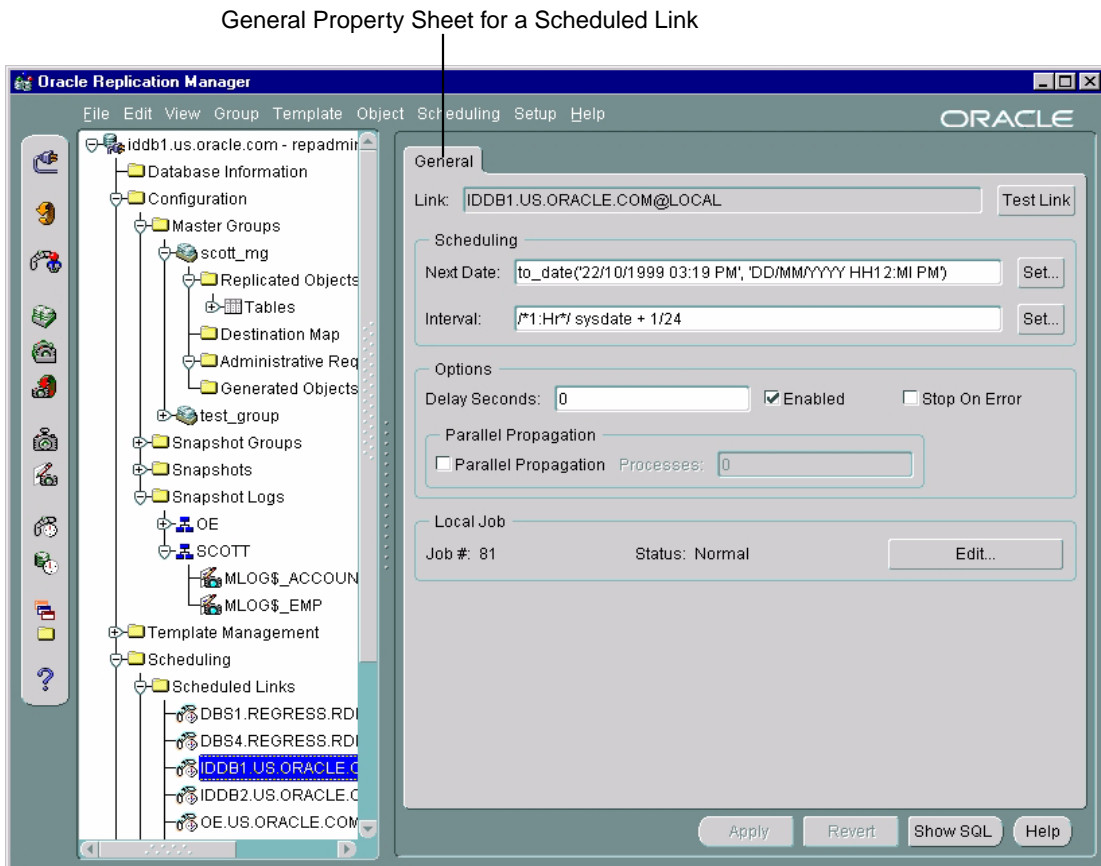 General Property Sheet for a Scheduled Link
Oracle Replication Manager
File Edit View Group Template Object Scheduling Setup Help
ORACLE
iddb1.us.oracle.com - repadmir
Database Information
Configuration
Master Groups
scott_mg
Replicated Objects
Tables
Destination Map
Administrative Req
Generated Objects
test_group
Snapshot Groups
Snapshots
Snapshot Logs
OE
SCOTT
MLOG$_ACCOUN
MLOG$_EMP
Template Management
Scheduling
Scheduled Links
DBS1.REGRESS.RDI
DBS4.REGRESS.RDI
IDDB1.US.ORACLE.C
IDDB2.US.ORACLE.C
OE.US.ORACLE.COM
General
Link: IDDB1.US.ORACLE.COM@LOCAL Test Link
Scheduling
Next Date: to_date('22/10/1999 03:19 PM', 'DD/MM/YYYY HH12:MI PM') Set...
Interval: /*1:Hr*/ sysdate + 1/24 Set...
Options
Delay Seconds: 0 Enabled Stop On Error
Parallel Propagation
Parallel Propagation Processes: 0
Local Job
Job #: 81 Status: Normal Edit...
Apply Revert Show SQL Help